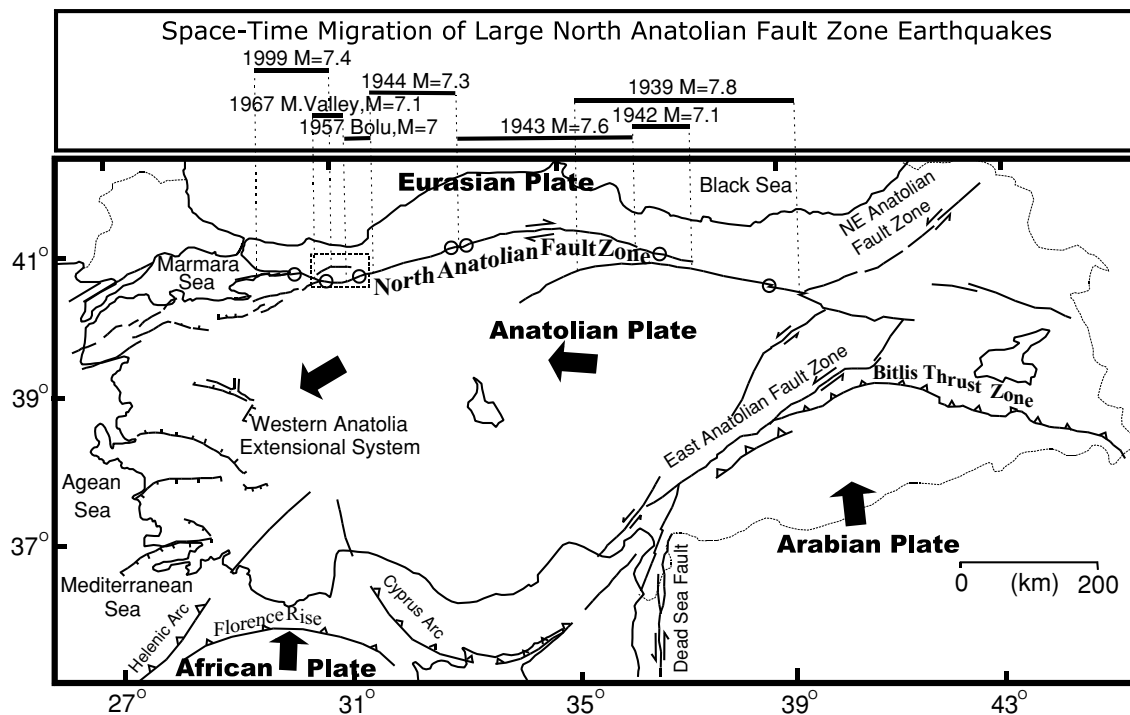 Space-Time Migration of Large North Anatolian Fault Zone Earthquakes
1999 M=7.4
1944 M=7.3
1939 M=7.8
1967 M.Valley,M=7.1
1942 M=7.1
1957 Bolu,M=7
1943 M=7.6
Eurasian Plate
Black Sea
NE Anatolian
Fault Zone
41°
Marmara
Sea
North Anatolian Fault Zone
Anatolian Plate
39°
Western Anatolia
Extensional System
East Anatolian Fault Zone
Bitlis Thrust Zone
Agean
Sea
37°
Arabian Plate
Mediterranean
Sea
0 (km) 200
Helenic Arc
Florence Rise
Cyprus Arc
Dead Sea Fault
African Plate
27° 31° 35° 39° 43°